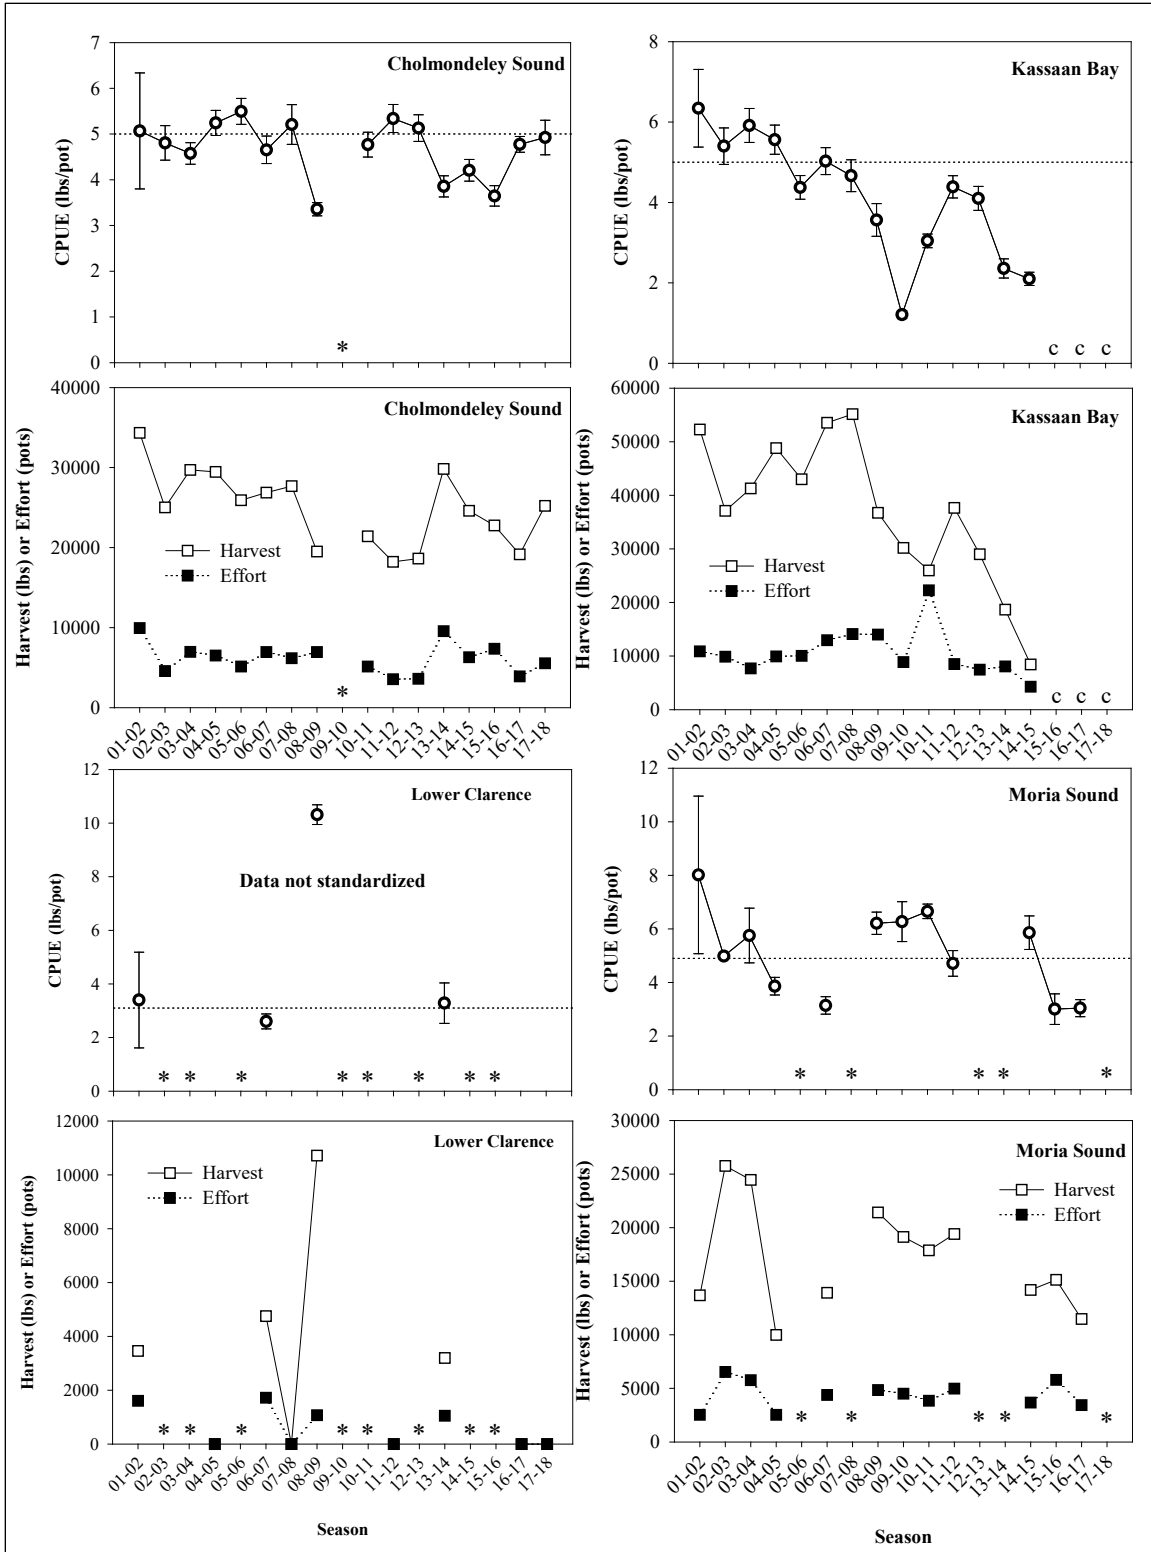 Cholmondeley Sound
CPUE (lbs/pot)
7
6
5
4
3
2
1
0
*
Kassaan Bay
CPUE (lbs/pot)
8
6
4
2
0
c c c
Cholmondeley Sound
Harvest (lbs) or Effort (pots)
40000
30000
20000
10000
0
Harvest
Effort
*
01-02 02-03 03-04 04-05 05-06 06-07 07-08 08-09 09-10 10-11 11-12 12-13 13-14 14-15 15-16 16-17 17-18
Kassaan Bay
Harvest (lbs) or Effort (pots)
60000
50000
40000
30000
20000
10000
0
Harvest
Effort
c c c
01-02 02-03 03-04 04-05 05-06 06-07 07-08 08-09 09-10 10-11 11-12 12-13 13-14 14-15 15-16 16-17 17-18
Lower Clarence
CPUE (lbs/pot)
12
10
8
6
4
2
0
Data not standardized
* * * * * * * *
Moria Sound
CPUE (lbs/pot)
12
10
8
6
4
2
0
* * * * *
Lower Clarence
Harvest (lbs) or Effort (pots)
12000
10000
8000
6000
4000
2000
0
Harvest
Effort
* * * * * * * *
01-02 02-03 03-04 04-05 05-06 06-07 07-08 08-09 09-10 10-11 11-12 12-13 13-14 14-15 15-16 16-17 17-18
Season
Moria Sound
Harvest (lbs) or Effort (pots)
30000
25000
20000
15000
10000
5000
0
Harvest
Effort
* * * * *
01-02 02-03 03-04 04-05 05-06 06-07 07-08 08-09 09-10 10-11 11-12 12-13 13-14 14-15 15-16 16-17 17-18
Season